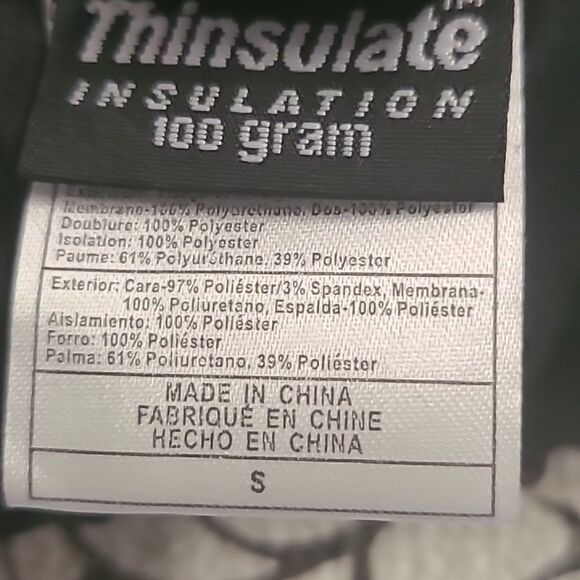 Thinsulate™
INSULATION
100 gram
Membrane-100% Polyurethane, Dos-100% Polyester
Doublure: 100% Polyester
Isolation: 100% Polyester
Paume: 61% Polyuréthane, 39% Polyester
Exterior: Cara-97% Poliéster/3% Spandex, Membrana-
100% Poliuretano, Espalda-100% Poliéster
Aislamiento: 100% Poliéster
Forro: 100% Poliéster
Palma: 61% Poliuretano, 39% Poliéster
MADE IN CHINA
FABRIQUÉ EN CHINE
HECHO EN CHINA
S